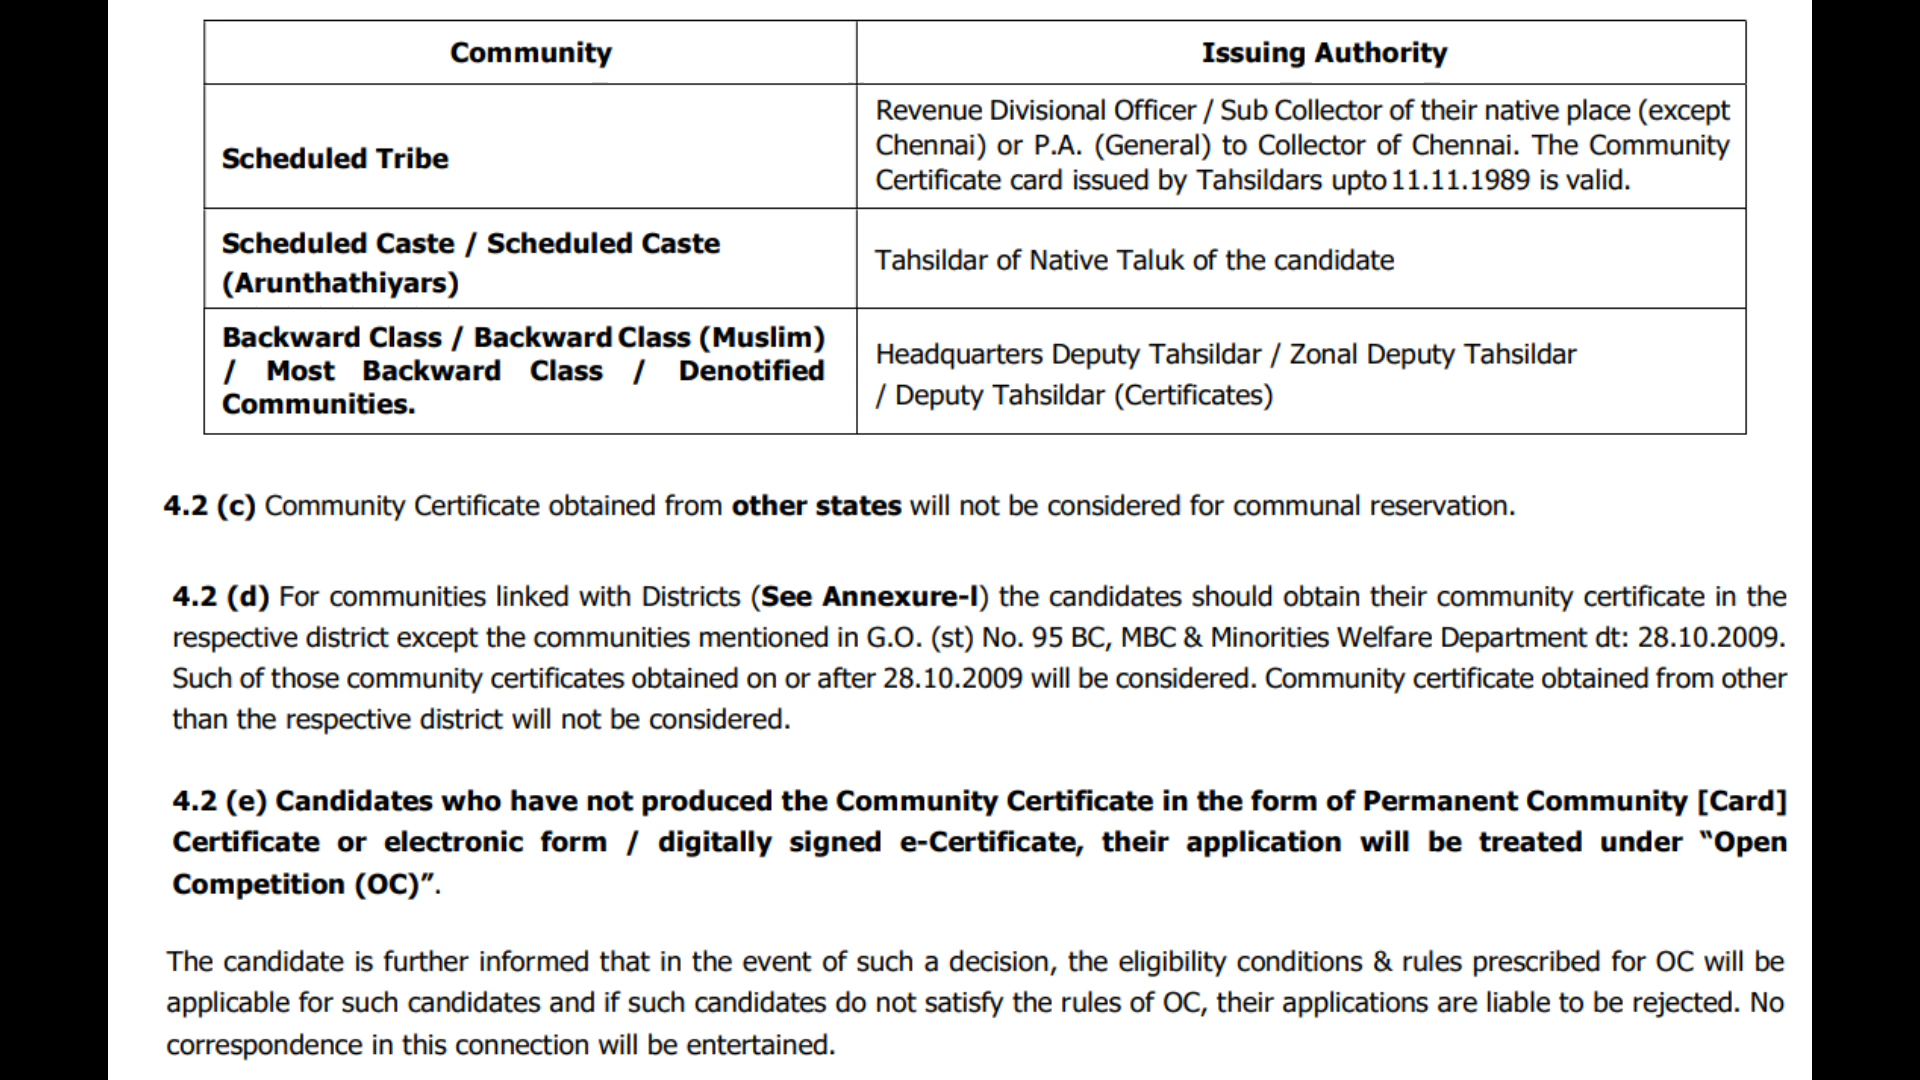 Community Issuing Authority
Scheduled Tribe
Revenue Divisional Officer / Sub Collector of their native place (except
Chennai) or P.A. (General) to Collector of Chennai. The Community
Certificate card issued by Tahsildars upto 11.11.1989 is valid.
Scheduled Caste / Scheduled Caste
(Arunthathiyars)
Tahsildar of Native Taluk of the candidate
Backward Class / Backward Class (Muslim)
/ Most Backward Class / Denotified
Communities.
Headquarters Deputy Tahsildar / Zonal Deputy Tahsildar
/ Deputy Tahsildar (Certificates)
4.2 (c) Community Certificate obtained from other states will not be considered for communal reservation.
4.2 (d) For communities linked with Districts (See Annexure-I) the candidates should obtain their community certificate in the
respective district except the communities mentioned in G.O. (st) No. 95 BC, MBC & Minorities Welfare Department dt: 28.10.2009.
Such of those community certificates obtained on or after 28.10.2009 will be considered. Community certificate obtained from other
than the respective district will not be considered.
4.2 (e) Candidates who have not produced the Community Certificate in the form of Permanent Community [Card]
Certificate or electronic form / digitally signed e-Certificate, their application will be treated under “Open
Competition (OC)”.
The candidate is further informed that in the event of such a decision, the eligibility conditions & rules prescribed for OC will be
applicable for such candidates and if such candidates do not satisfy the rules of OC, their applications are liable to be rejected. No
correspondence in this connection will be entertained.